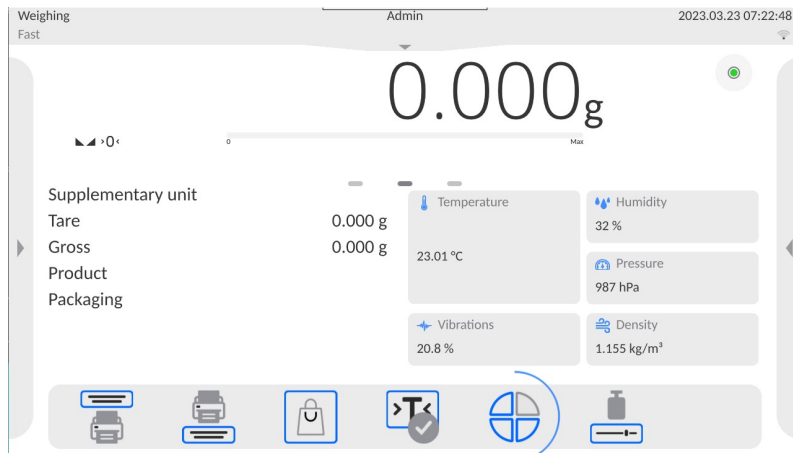 Weighing Admin 2023.03.23 07:22:48
Fast
0.000 g
>0<
0 Max
Supplementary unit
Tare 0.000 g
Gross 0.000 g
Product
Packaging
Temperature
23.01 °C
Humidity
32 %
Pressure
987 hPa
Vibrations
20.8 %
Density
1.155 kg/m³
>T<